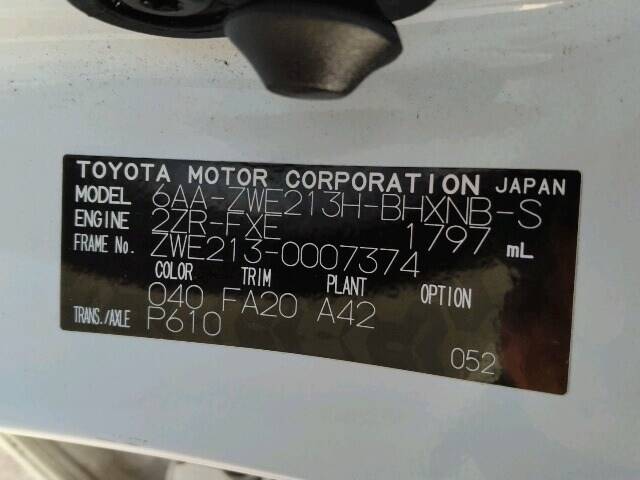 TOYOTA MOTOR CORPORATION JAPAN
MODEL 6AA-ZWE213H-BHXNB-S
ENGINE 2ZR-FXE 1797 mL
FRAME No. ZWE213-0007374
COLOR TRIM PLANT OPTION
040 FA20 A42
TRANS./AXLE P610
052